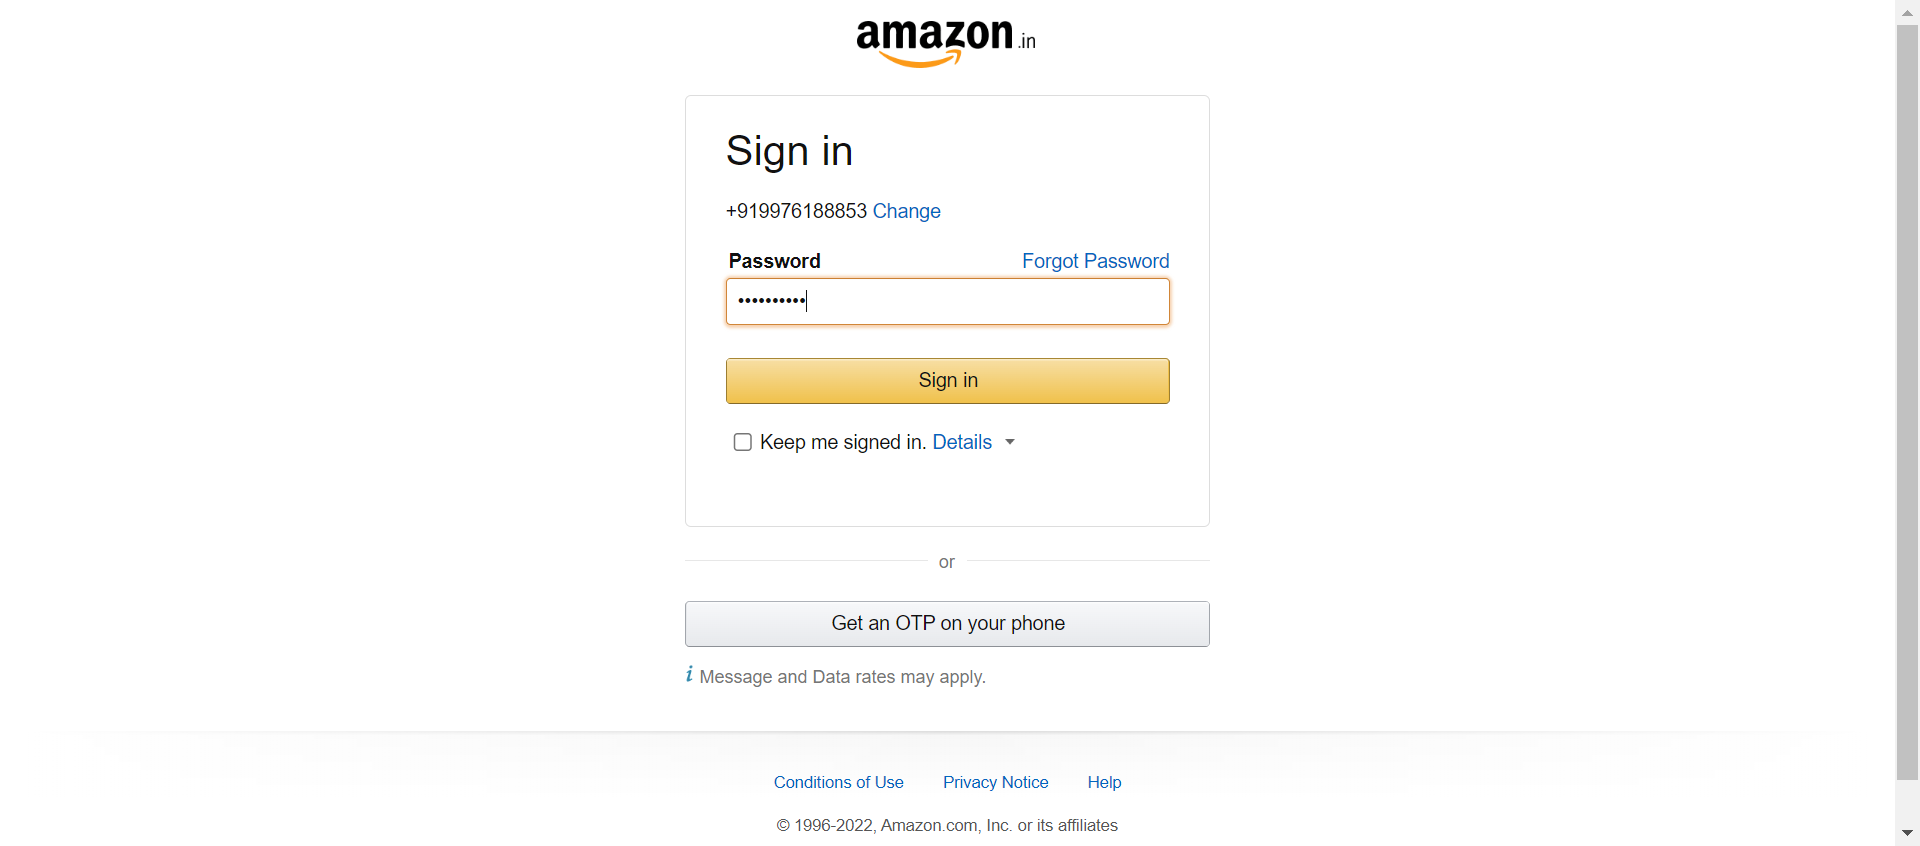 amazon.in
Sign in
+919976188853 Change
Password Forgot Password
••••••••••
Sign in
Keep me signed in. Details
or
Get an OTP on your phone
i Message and Data rates may apply.
Conditions of Use Privacy Notice Help
© 1996-2022, Amazon.com, Inc. or its affiliates